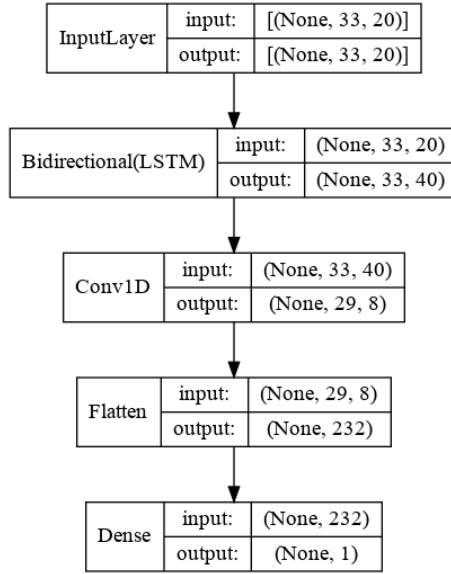 InputLayer
input: [(None, 33, 20)]
output: [(None, 33, 20)]
Bidirectional(LSTM)
input: (None, 33, 20)
output: (None, 33, 40)
Conv1D
input: (None, 33, 40)
output: (None, 29, 8)
Flatten
input: (None, 29, 8)
output: (None, 232)
Dense
input: (None, 232)
output: (None, 1)